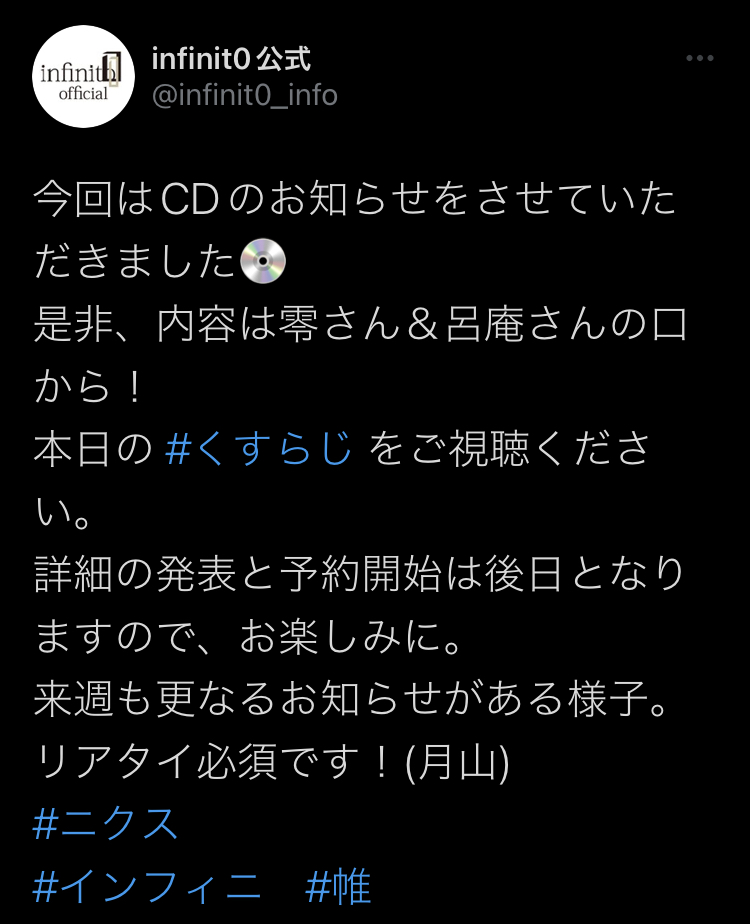 infinit0
official
infinit0 公式
@infinit0_info
今回はCDのお知らせをさせていた
だきました💿
是非、内容は零さん＆呂庵さんの口
から！
本日の #くすらじ をご視聴くださ
い。
詳細の発表と予約開始は後日となり
ますので、お楽しみに。
来週も更なるお知らせがある様子。
リアタイ必須です！(月山)
#ニクス
#インフィニ　#帷